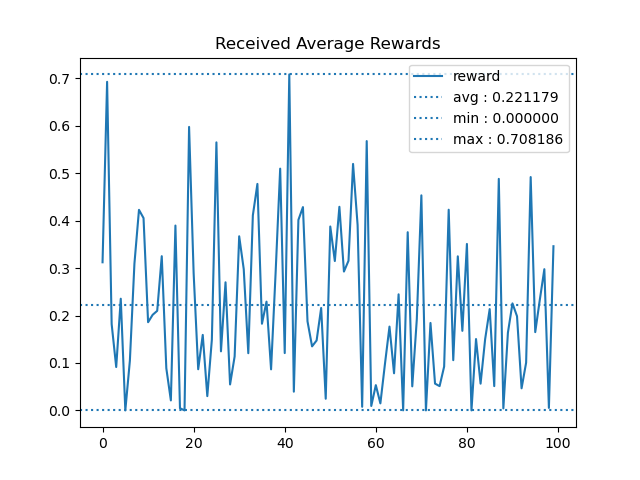 Received Average Rewards
reward
avg : 0.221179
min : 0.000000
max : 0.708186
0.7
0.6
0.5
0.4
0.3
0.2
0.1
0.0
0 20 40 60 80 100